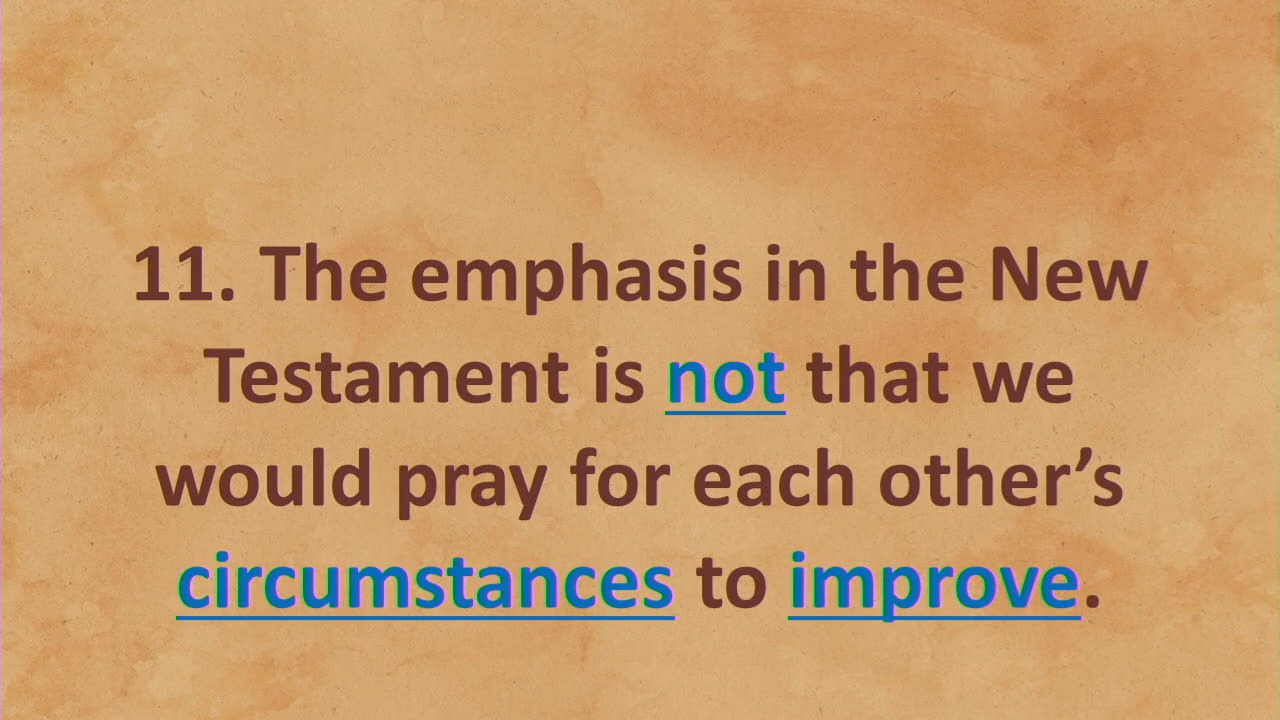 11. The emphasis in the New
Testament is not that we
would pray for each other’s
circumstances to improve.